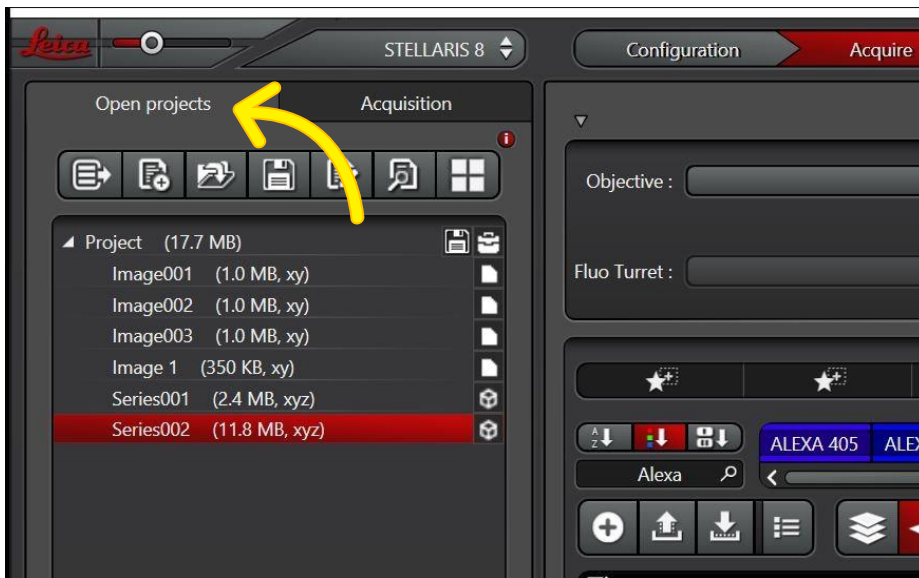 Leica
STELLARIS 8
Configuration
Acquire
Open projects
Acquisition
Project (17.7 MB)
Image001 (1.0 MB, xy)
Image002 (1.0 MB, xy)
Image003 (1.0 MB, xy)
Image 1 (350 KB, xy)
Series001 (2.4 MB, xyz)
Series002 (11.8 MB, xyz)
Objective :
Fluo Turret :
ALEXA 405
Alexa